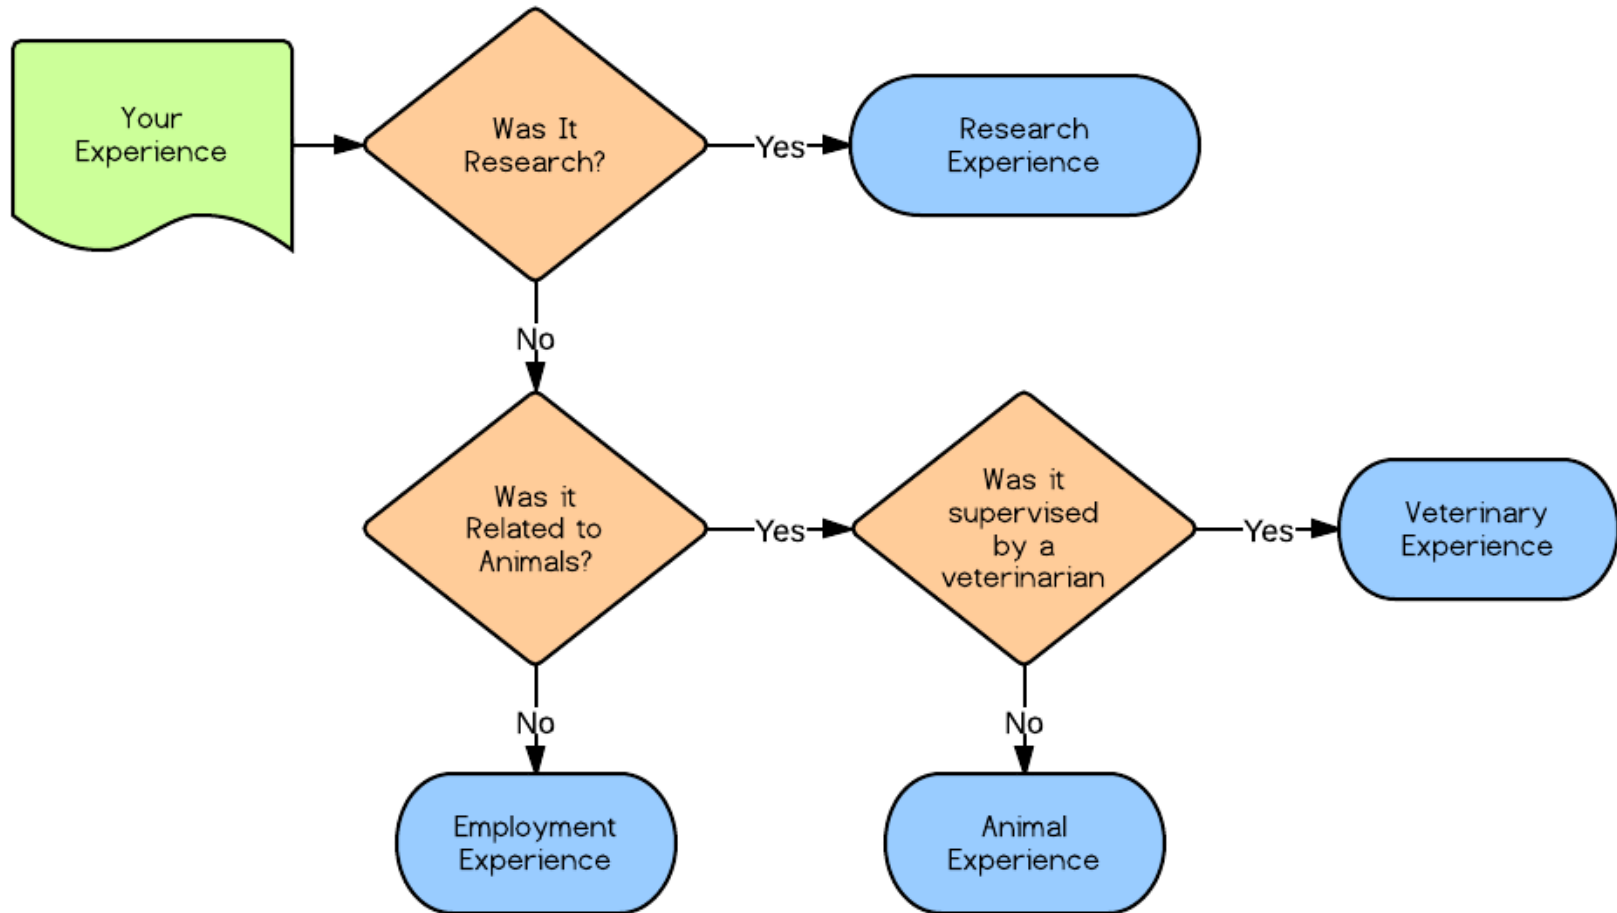 Your
Experience
Was It
Research?
Yes
Research
Experience
No
Was it
Related to
Animals?
Yes
Was it
supervised
by a
veterinarian
Yes
Veterinary
Experience
No
No
Employment
Experience
Animal
Experience